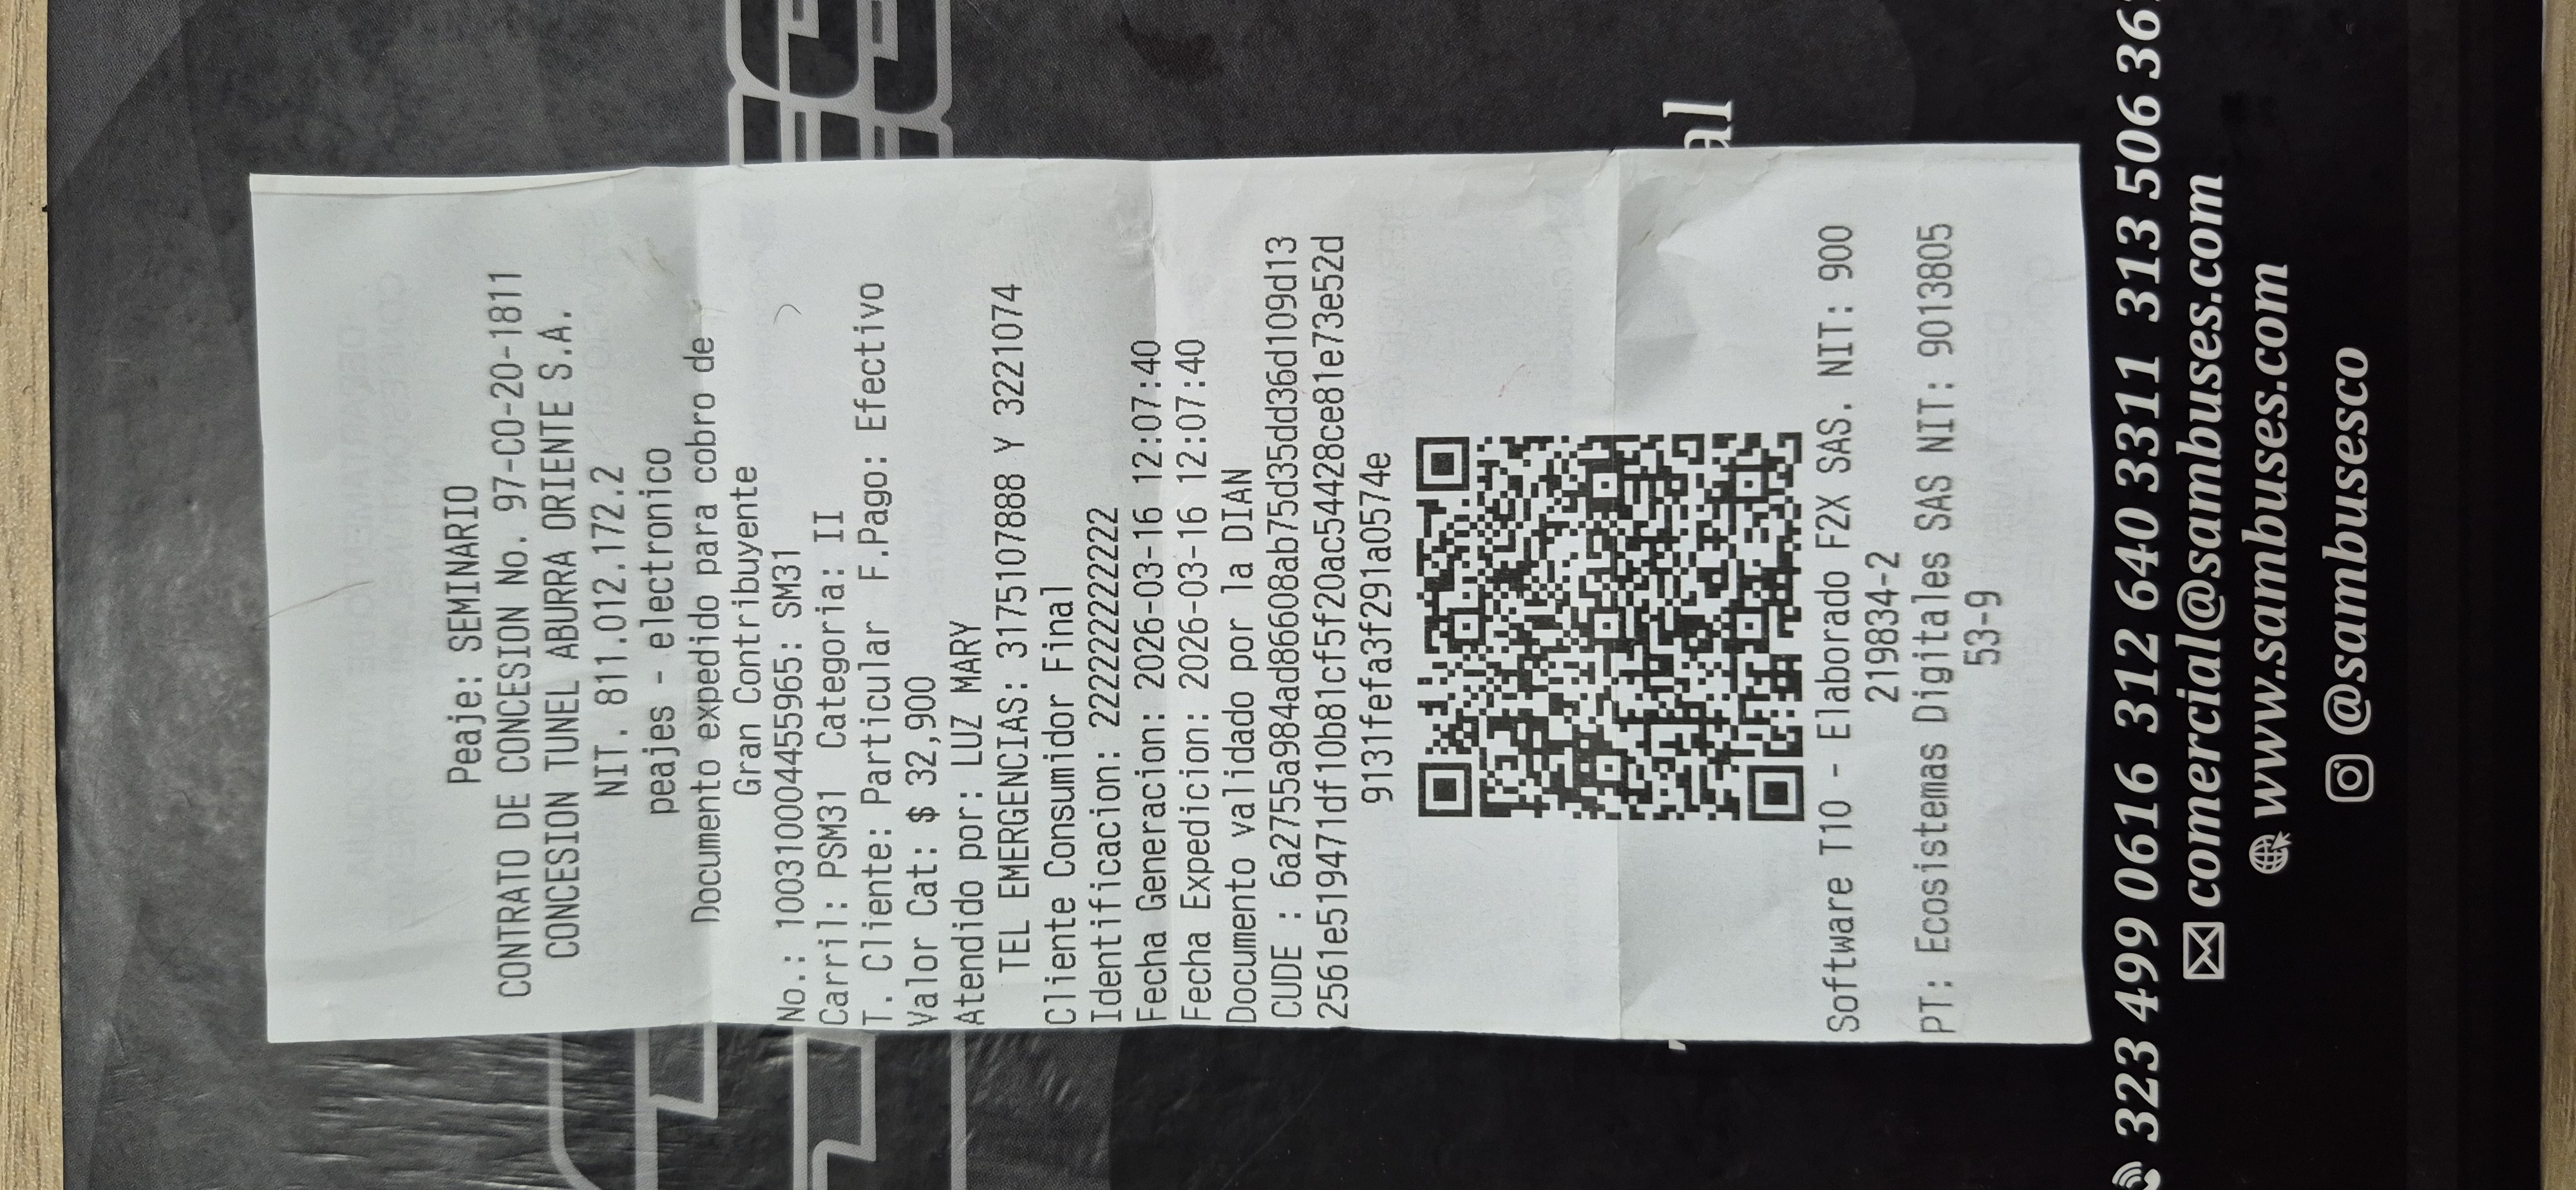 Peaje: SEMINARIO
CONTRATO DE CONCESION No. 97-CO-20-1811
CONCESION TUNEL ABURRA ORIENTE S.A.
NIT. 811.012.172.2
peajes - electronico
Documento expedido para cobro de
Gran Contribuyente
No.: 100310004455965: SM31
Carril: PSM31 Categoria: II
T. Cliente: Particular F.Pago: Efectivo
Valor Cat: $ 32,900
Atendido por: LUZ MARY
TEL EMERGENCIAS: 3175107888 Y 3221074
Cliente Consumidor Final
Identificacion: 222222222222
Fecha Generacion: 2026-03-16 12:07:40
Fecha Expedicion: 2026-03-16 12:07:40
Documento validado por la DIAN
CUDE : 6a2755a984ad86608ab75d35dd36d109d13
2561e519471df10b81cf5f20ac54428ce81e73e52d
9131fefa3f291a0574e
Software T10 - Elaborado F2X SAS. NIT: 900
219834-2
PT: Ecosistemas Digitales SAS NIT: 9013805
53-9
al
323 499 0616 312 640 3311 313 506 36
comercial@sambuses.com
www.sambuses.com
@sambusesco